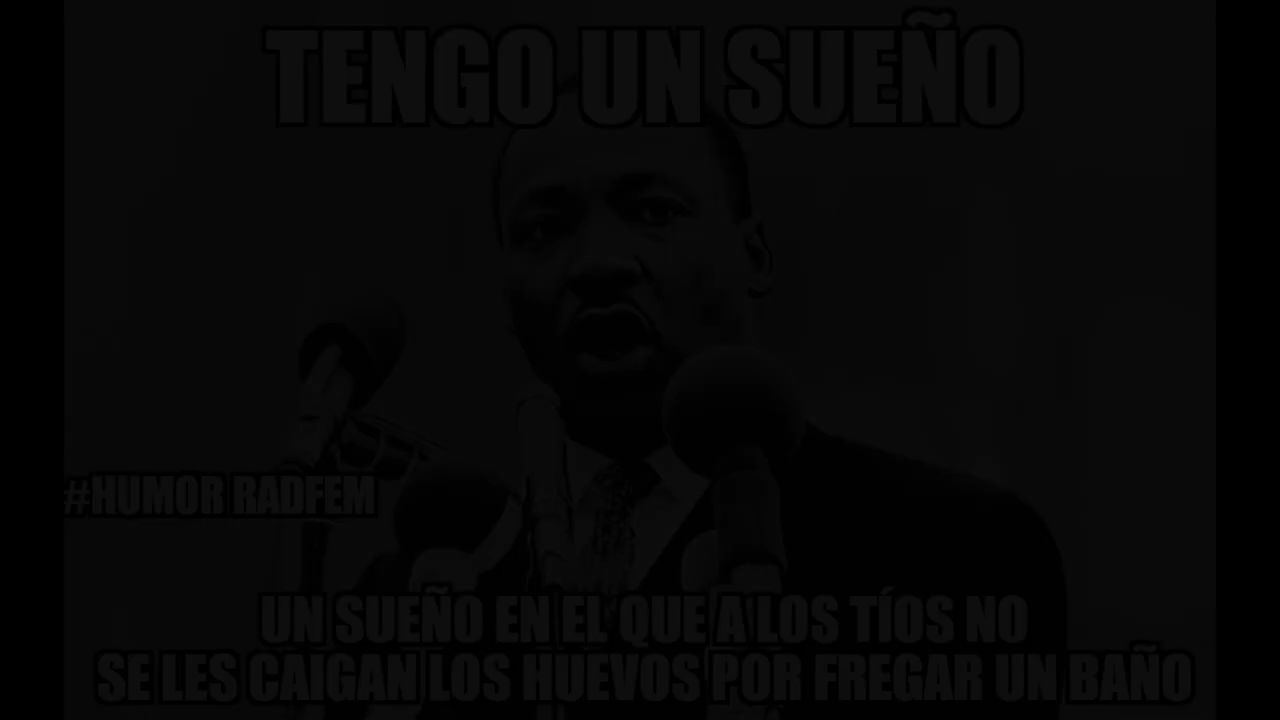 TENGO UN SUEÑO
#HUMOR RADFEM
UN SUEÑO EN EL QUE A LOS TÍOS NO
SE LES CAIGAN LOS HUEVOS POR FREGAR UN BAÑO